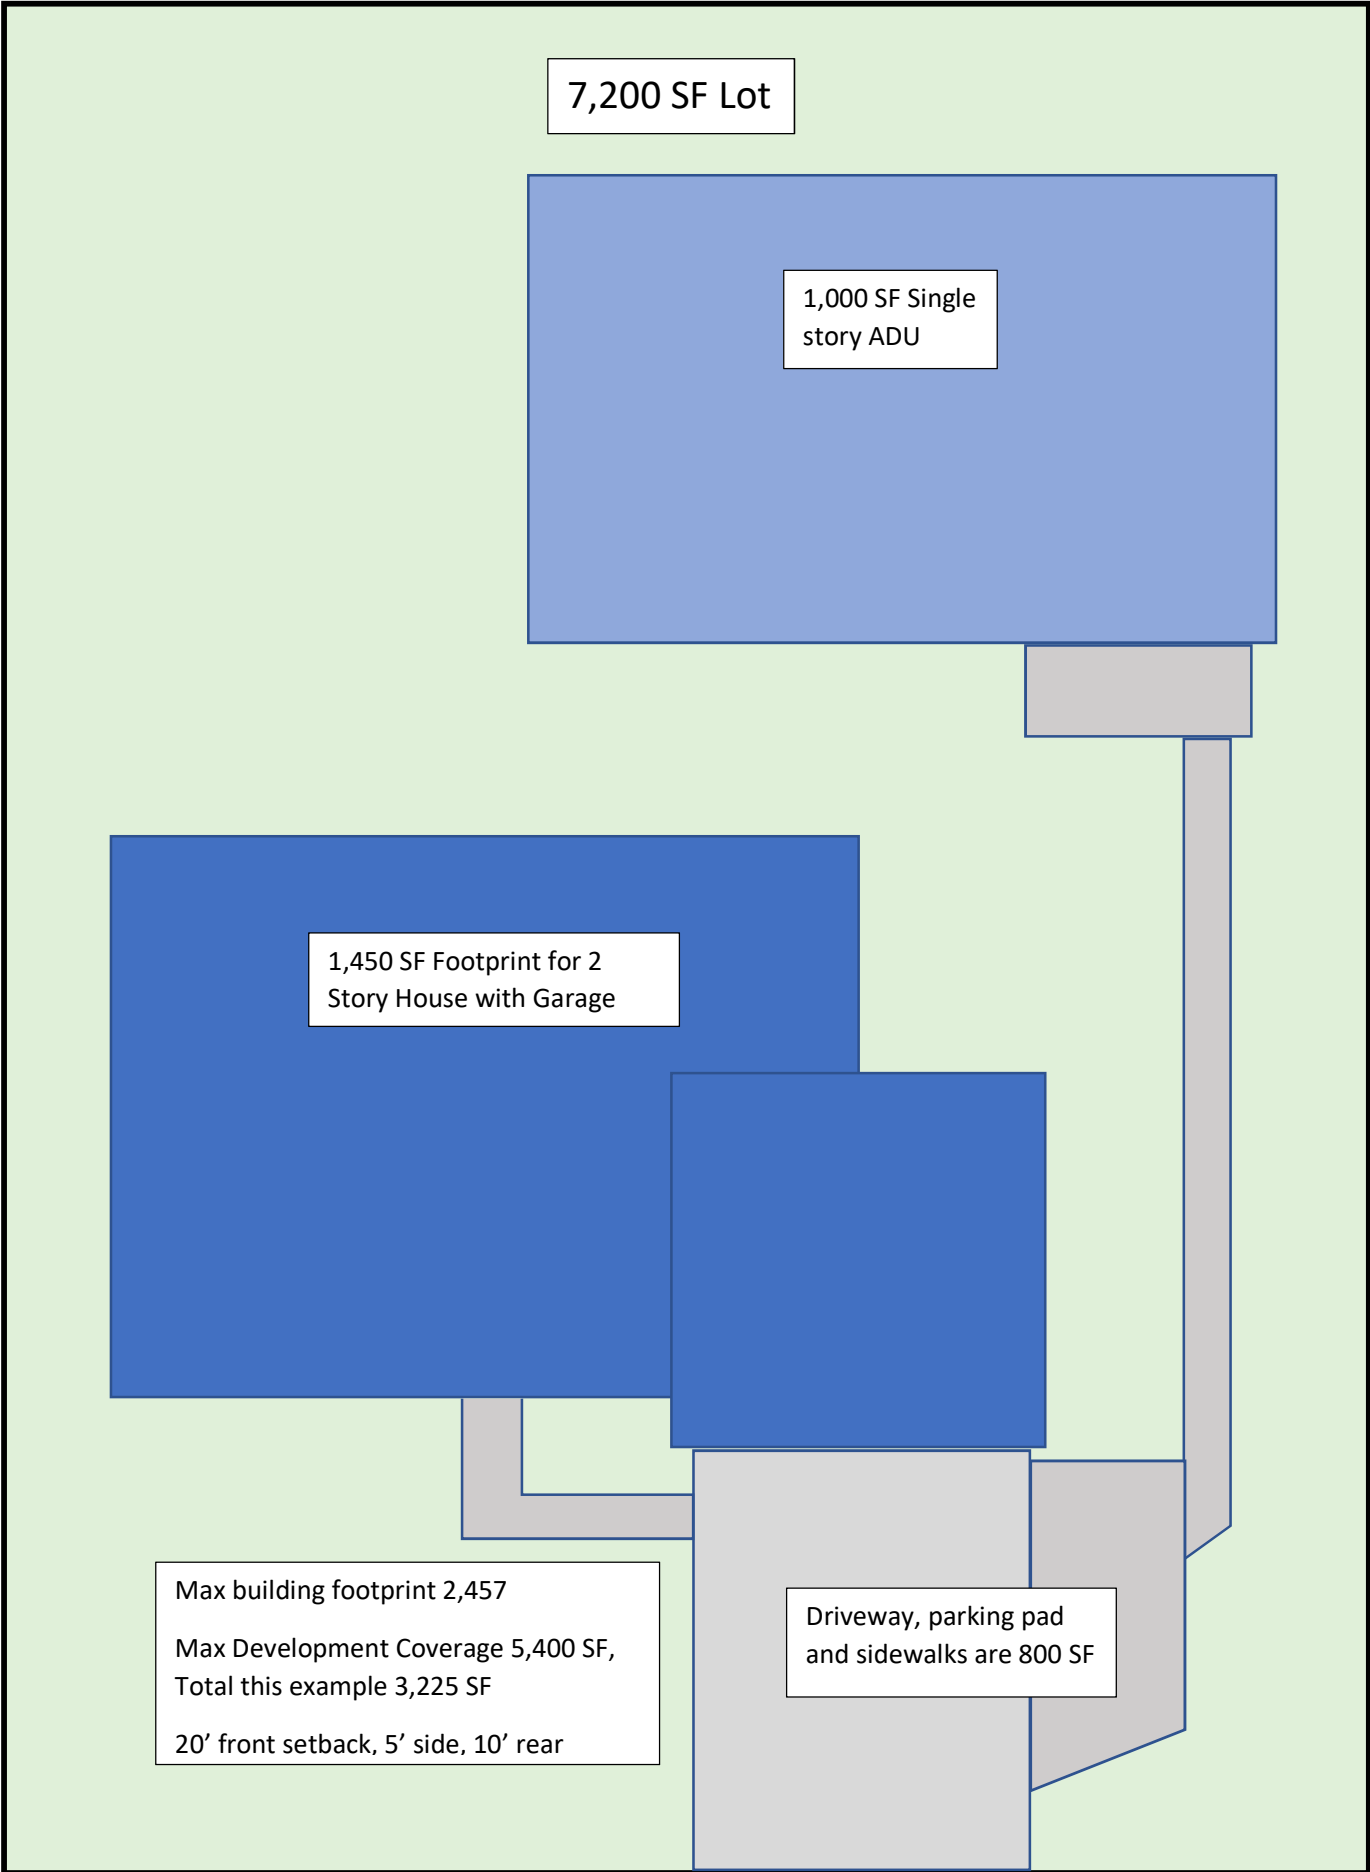 7,200 SF Lot
1,000 SF Single
story ADU
1,450 SF Footprint for 2
Story House with Garage
Max building footprint 2,457
Max Development Coverage 5,400 SF,
Total this example 3,225 SF
20’ front setback, 5’ side, 10’ rear
Driveway, parking pad
and sidewalks are 800 SF